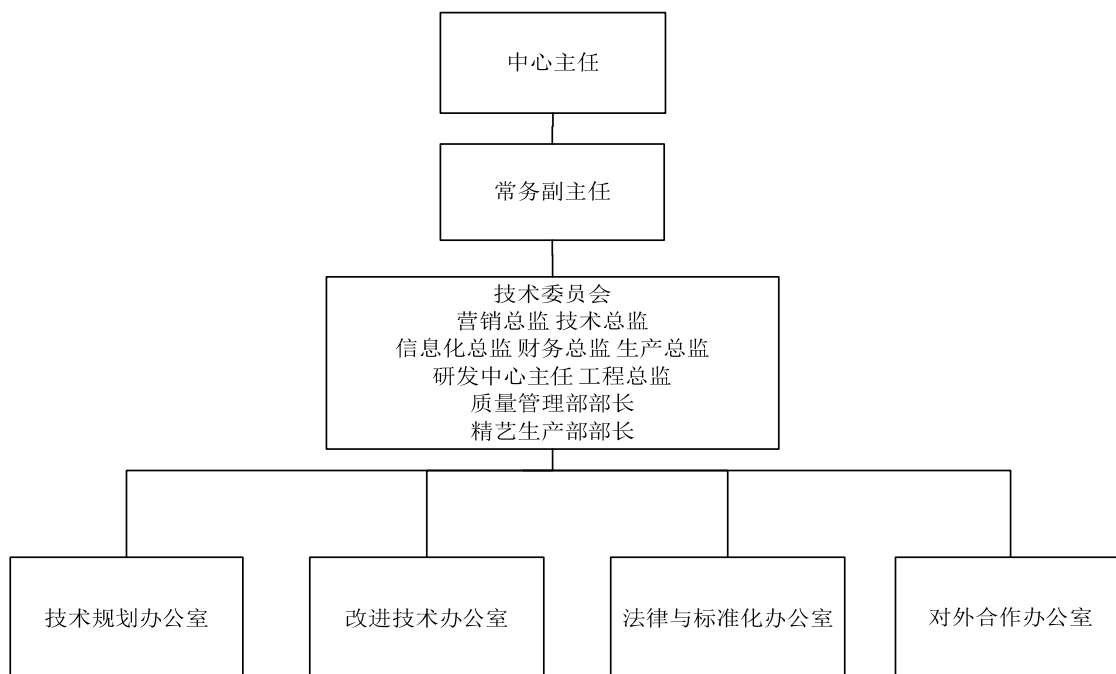 中心主任
常务副主任
技术委员会
营销总监 技术总监
信息化总监 财务总监 生产总监
研发中心主任 工程总监
质量管理部部长
精艺生产部部长
技术规划办公室
改进技术办公室
法律与标准化办公室
对外合作办公室